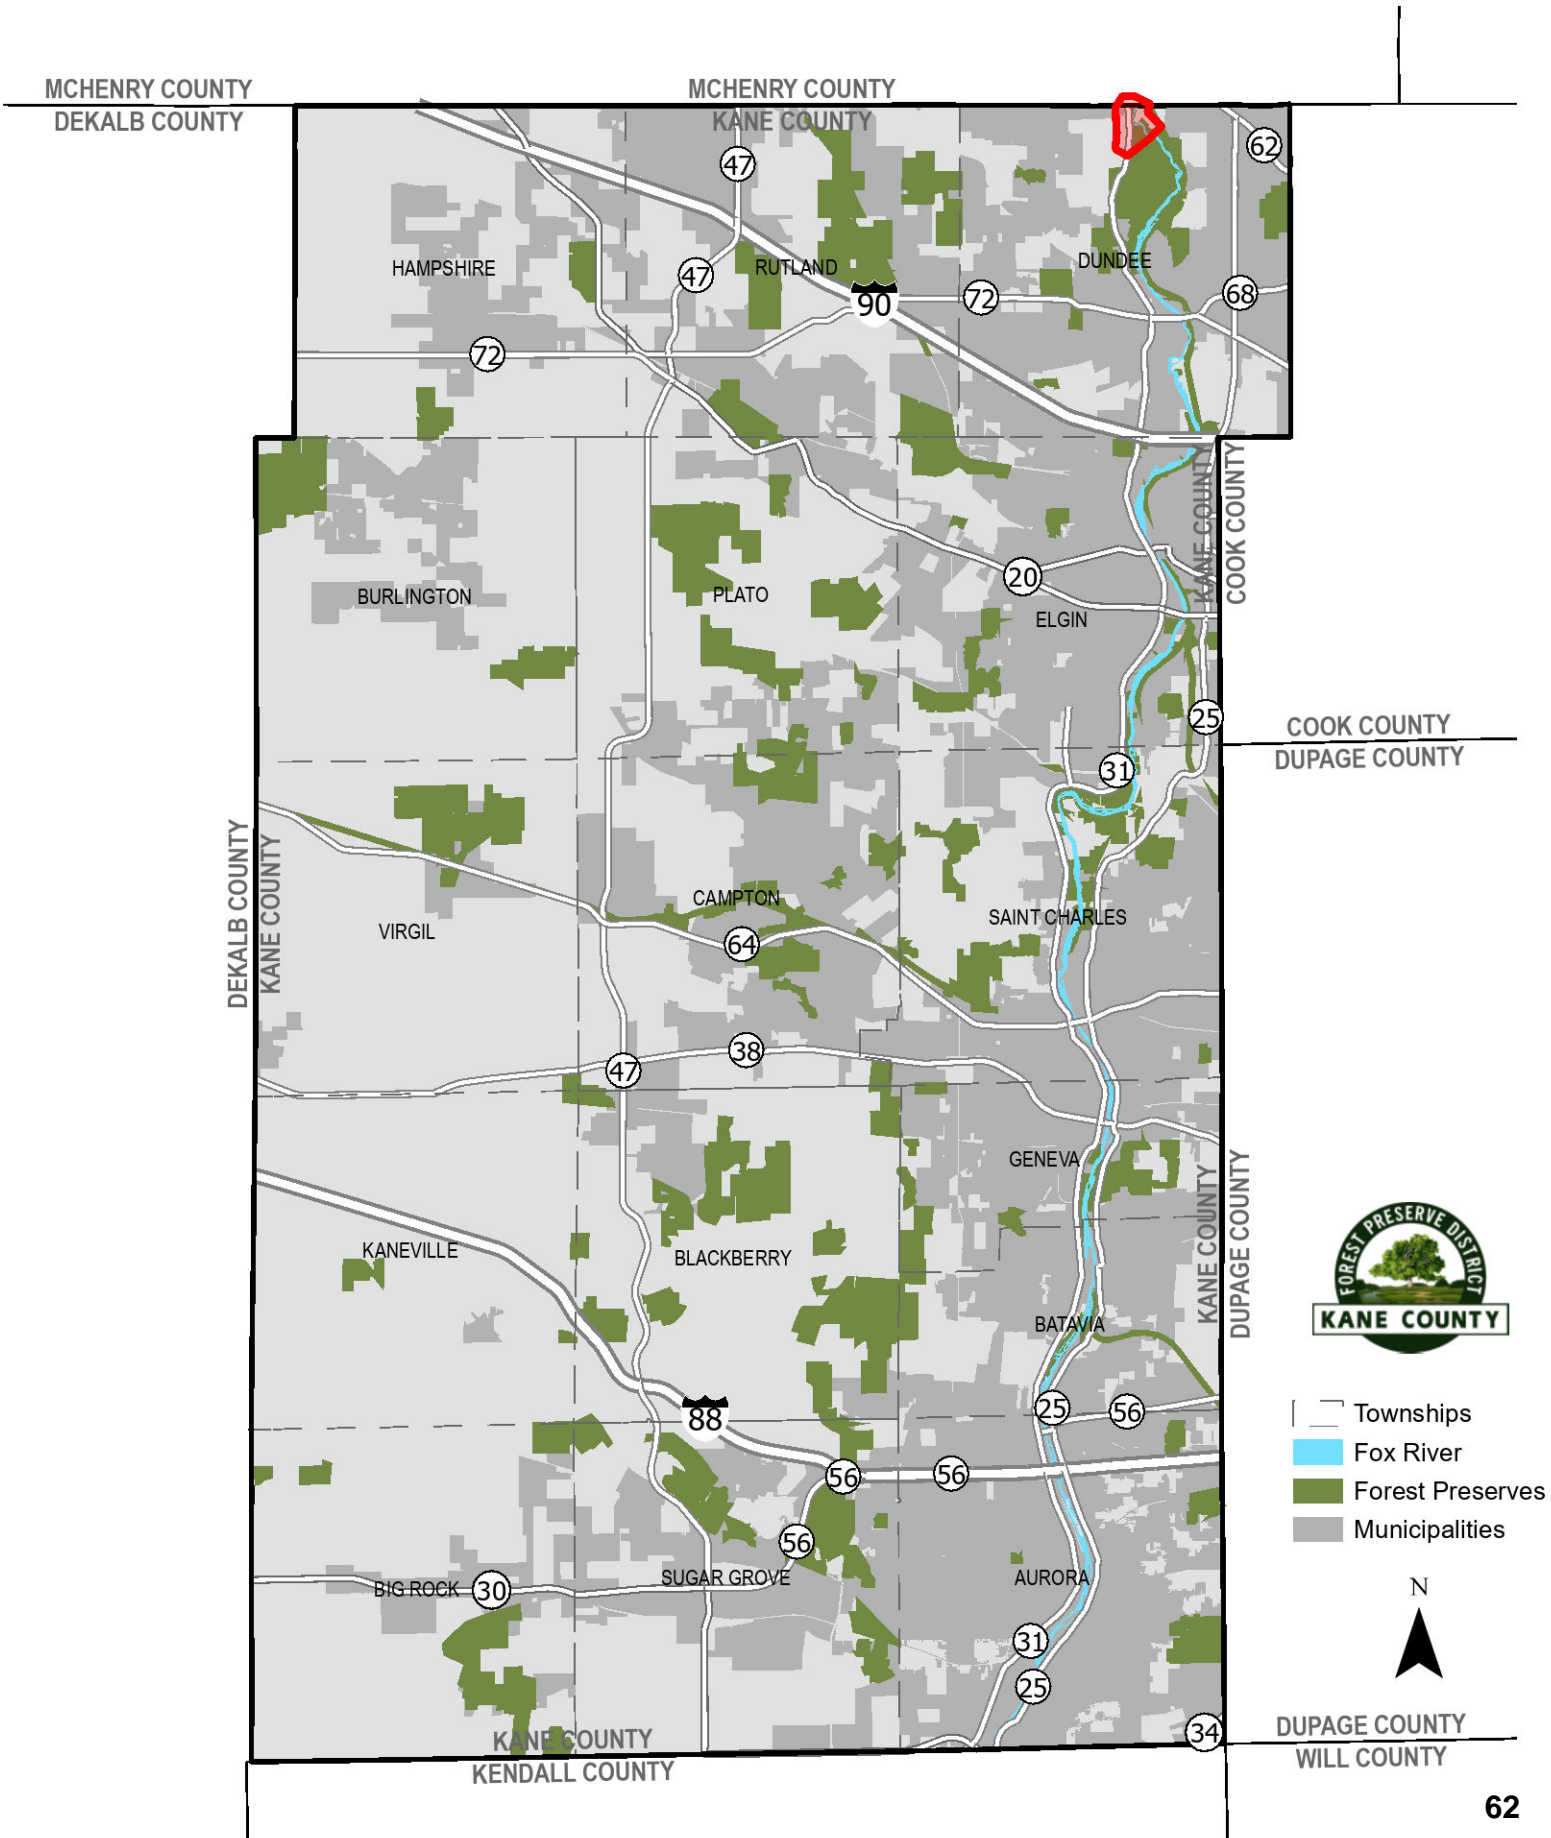 MCHENRY COUNTY
DEKALB COUNTY
MCHENRY COUNTY
KANE COUNTY
62
47
HAMPSHIRE
47
RUTLAND
DUNDEE
90
72
68
72
KANE COUNTY
COOK COUNTY
20
BURLINGTON
PLATO
ELGIN
25
COOK COUNTY
DUPAGE COUNTY
31
DEKALB COUNTY
KANE COUNTY
CAMPTON
SAINT CHARLES
VIRGIL
64
38
47
GENEVA
KANE COUNTY
DUPAGE COUNTY
KANEVILLE
BLACKBERRY
BATAVIA
FOREST PRESERVE DISTRICT
KANE COUNTY
88
25
56
56
56
56
Townships
Fox River
Forest Preserves
Municipalities
BIG ROCK
30
SUGAR GROVE
AURORA
N
31
25
34
KANE COUNTY
KENDALL COUNTY
DUPAGE COUNTY
WILL COUNTY
62